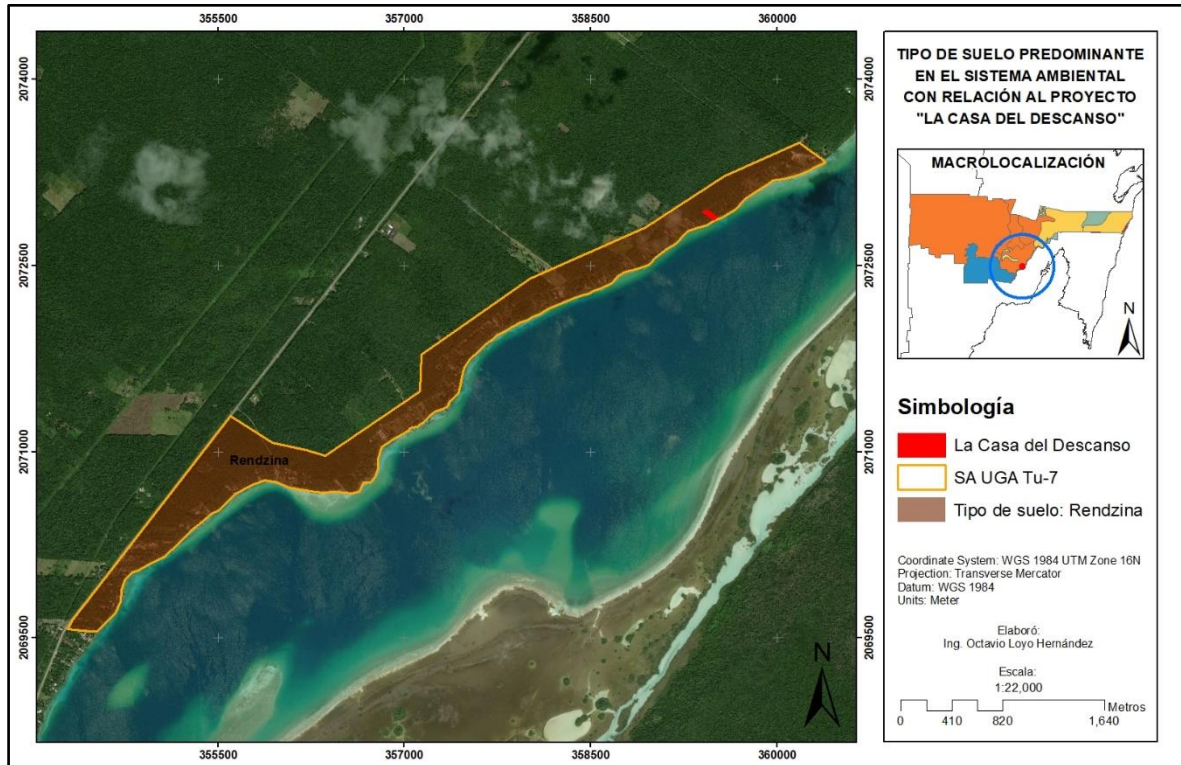 355500
357000
358500
360000
2074000
2074000
2072500
2072500
2071000
2071000
2069500
2069500
355500
357000
358500
360000
Rendzina
N
TIPO DE SUELO PREDOMINANTE
EN EL SISTEMA AMBIENTAL
CON RELACIÓN AL PROYECTO
"LA CASA DEL DESCANSO"
MACROLOCALIZACIÓN
N
Simbología
La Casa del Descanso
SA UGA Tu-7
Tipo de suelo: Rendzina
Coordinate System: WGS 1984 UTM Zone 16N
Projection: Transverse Mercator
Datum: WGS 1984
Units: Meter
Elaboró:
Ing. Octavio Loyo Hernández
Escala:
1:22,000
Metros
0 410 820 1,640